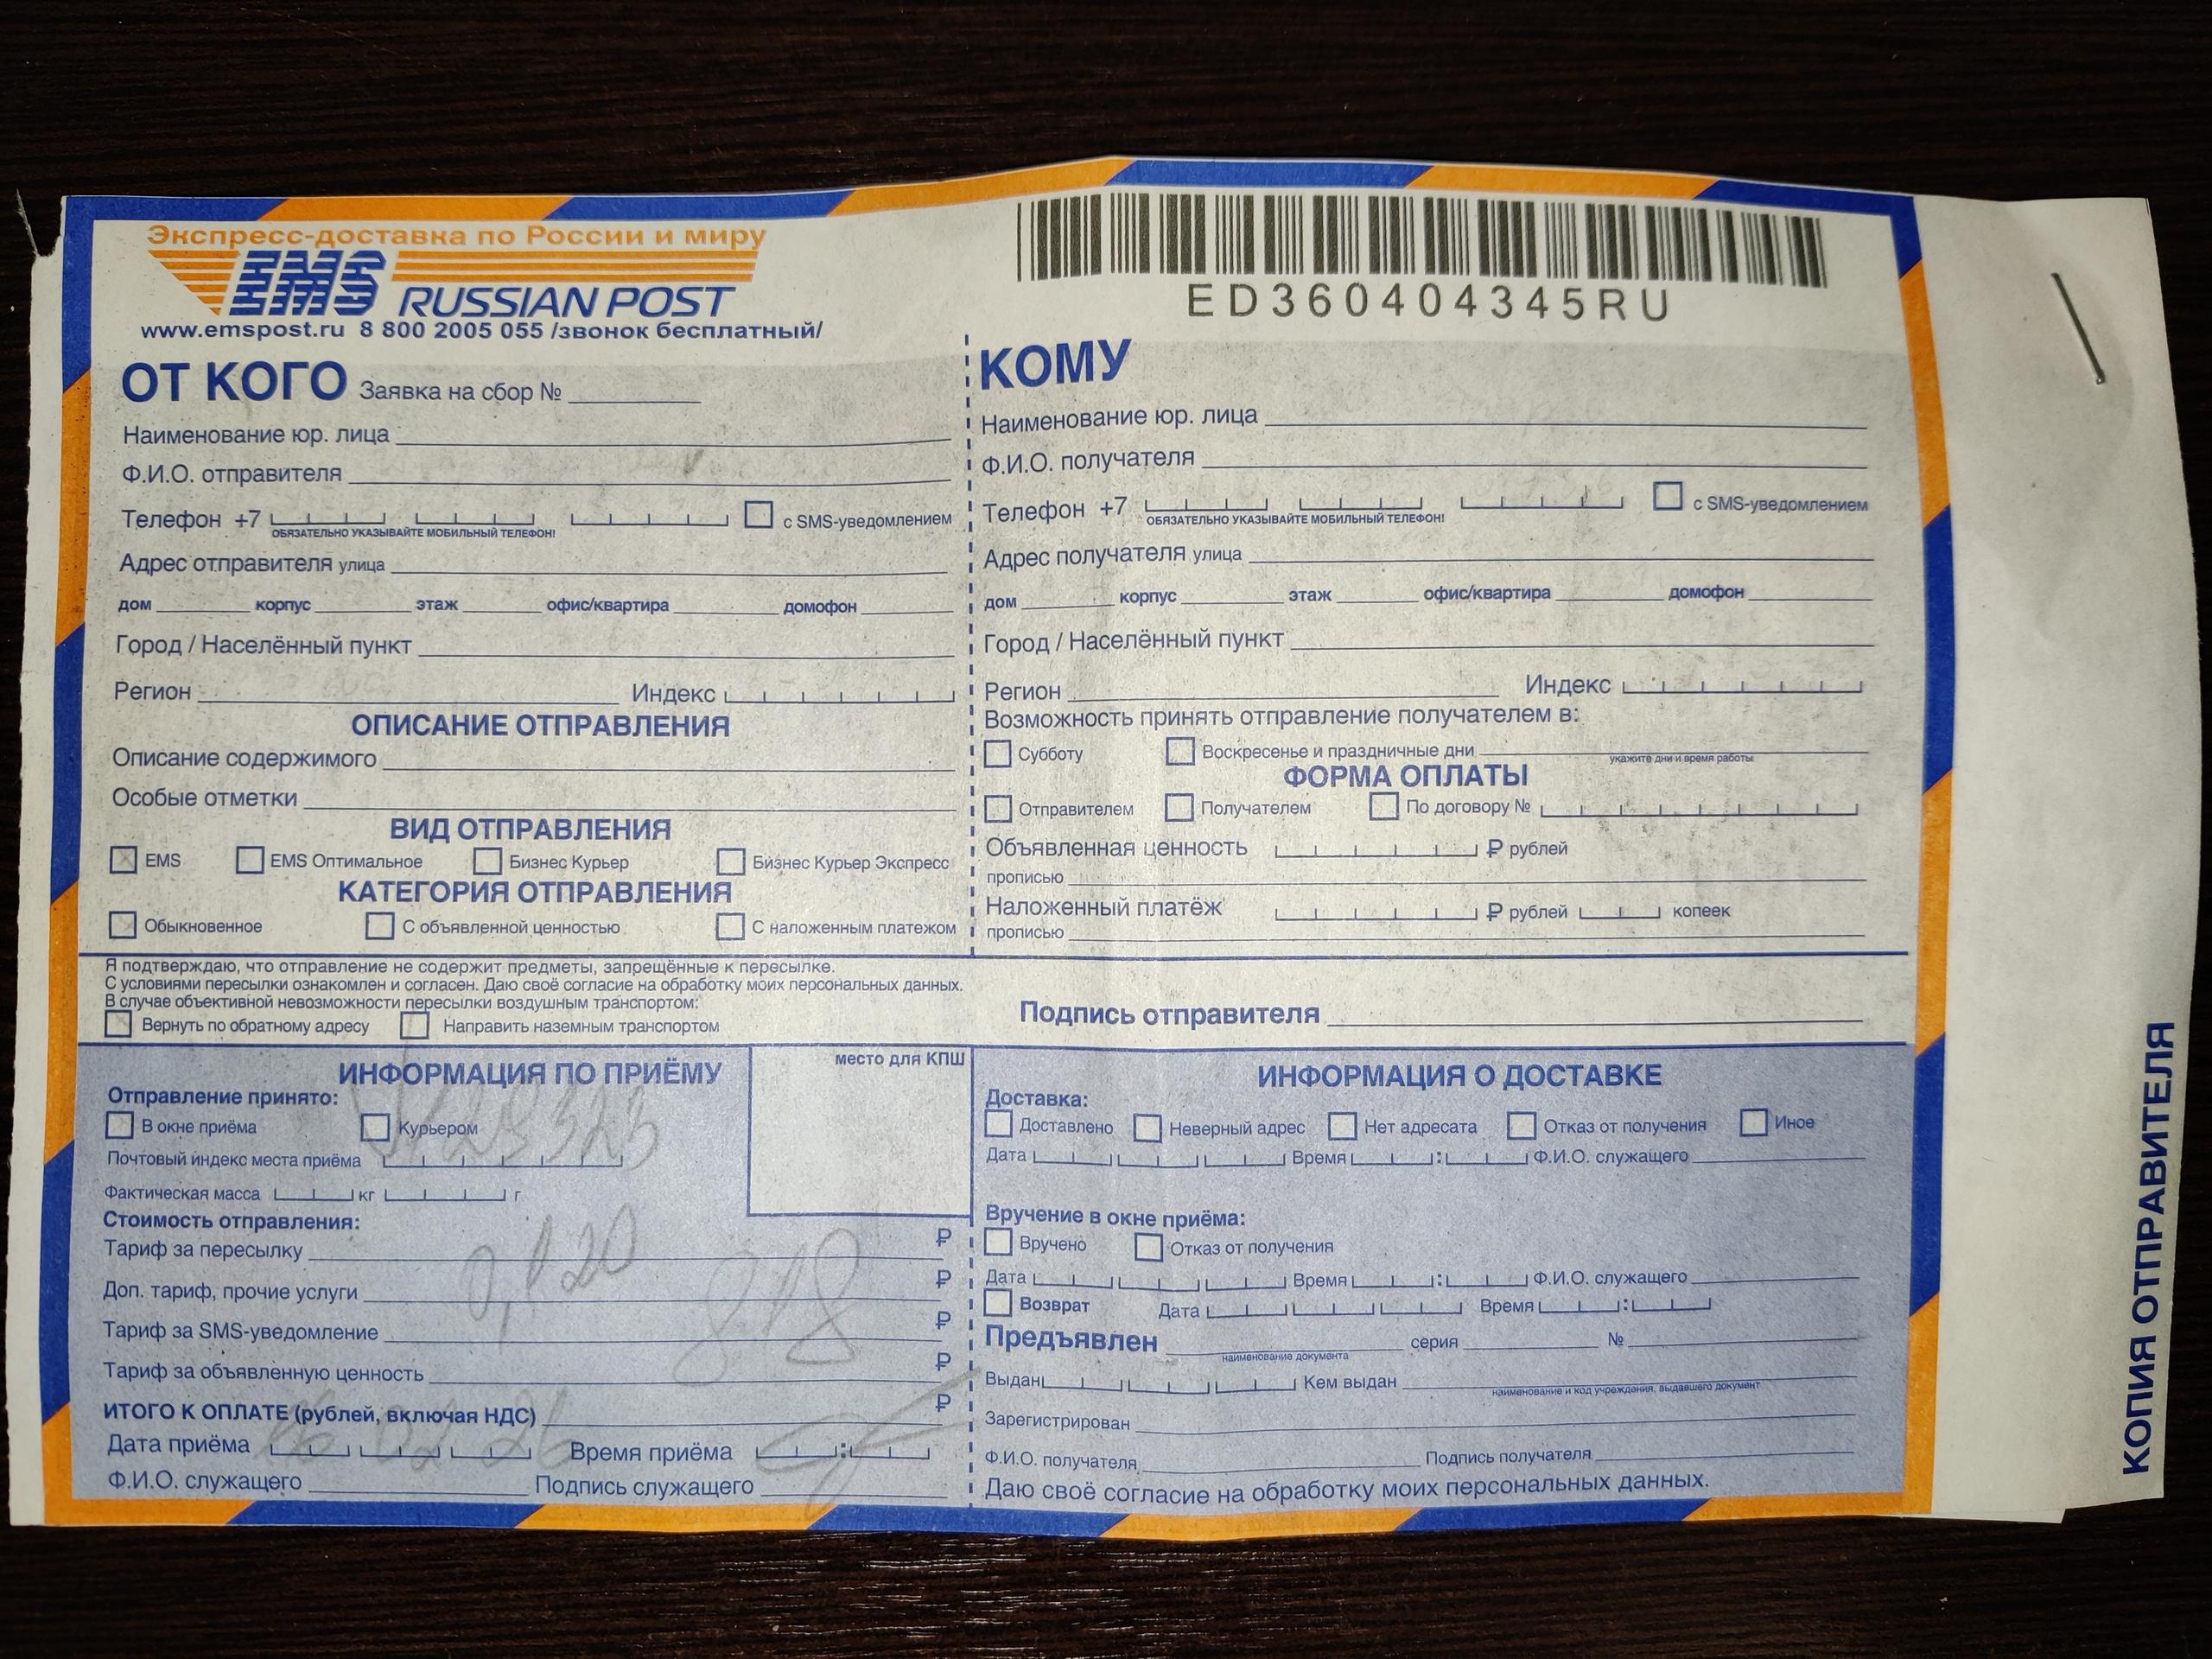 Экспресс-доставка по России и миру
EMS RUSSIAN POST
www.emspost.ru 8 800 2005 055 /звонок бесплатный/
ED360404345RU
ОТ КОГО Заявка на сбор №
Наименование юр. лица
Ф.И.О. отправителя
Телефон +7 с SMS-уведомлением
ОБЯЗАТЕЛЬНО УКАЗЫВАЙТЕ МОБИЛЬНЫЙ ТЕЛЕФОН!
Адрес отправителя улица
дом корпус этаж офис/квартира домофон
Город / Населённый пункт
Регион Индекс
ОПИСАНИЕ ОТПРАВЛЕНИЯ
Описание содержимого
Особые отметки
ВИД ОТПРАВЛЕНИЯ
EMS EMS Оптимальное Бизнес Курьер Бизнес Курьер Экспресс
КАТЕГОРИЯ ОТПРАВЛЕНИЯ
Обыкновенное С объявленной ценностью С наложенным платежом
КОМУ
Наименование юр. лица
Ф.И.О. получателя
Телефон +7 с SMS-уведомлением
ОБЯЗАТЕЛЬНО УКАЗЫВАЙТЕ МОБИЛЬНЫЙ ТЕЛЕФОН!
Адрес получателя улица
дом корпус этаж офис/квартира домофон
Город / Населённый пункт
Регион Индекс
Возможность принять отправление получателем в:
Субботу Воскресенье и праздничные дни
укажите дни и время работы
ФОРМА ОПЛАТЫ
Отправителем Получателем По договору №
Объявленная ценность ₽ рублей
прописью
Наложенный платёж ₽ рублей копеек
прописью
Я подтверждаю, что отправление не содержит предметы, запрещённые к пересылке.
С условиями пересылки ознакомлен и согласен. Даю своё согласие на обработку моих персональных данных.
В случае объективной невозможности пересылки воздушным транспортом:
Вернуть по обратному адресу Направить наземным транспортом
Подпись отправителя
ИНФОРМАЦИЯ ПО ПРИЁМУ
место для КПШ
Отправление принято:
В окне приёма Курьером
Почтовый индекс места приёма
Фактическая масса кг г
Стоимость отправления:
0,120
Тариф за пересылку ₽
Доп. тариф, прочие услуги ₽
918
Тариф за SMS-уведомление ₽
Тариф за объявленную ценность ₽
ИТОГО К ОПЛАТЕ (рублей, включая НДС) ₽
Дата приёма Время приёма :
Ф.И.О. служащего Подпись служащего
ИНФОРМАЦИЯ О ДОСТАВКЕ
Доставка:
Доставлено Неверный адрес Нет адресата Отказ от получения Иное
Дата Время : Ф.И.О. служащего
Вручение в окне приёма:
Вручено Отказ от получения
Дата Время : Ф.И.О. служащего
Возврат Дата Время :
Предъявлен серия №
наименование документа
Выдан Кем выдан
наименование и код учреждения, выдавшего документ
Зарегистрирован
Ф.И.О. получателя Подпись получателя
Даю своё согласие на обработку моих персональных данных.
КОПИЯ ОТПРАВИТЕЛЯ